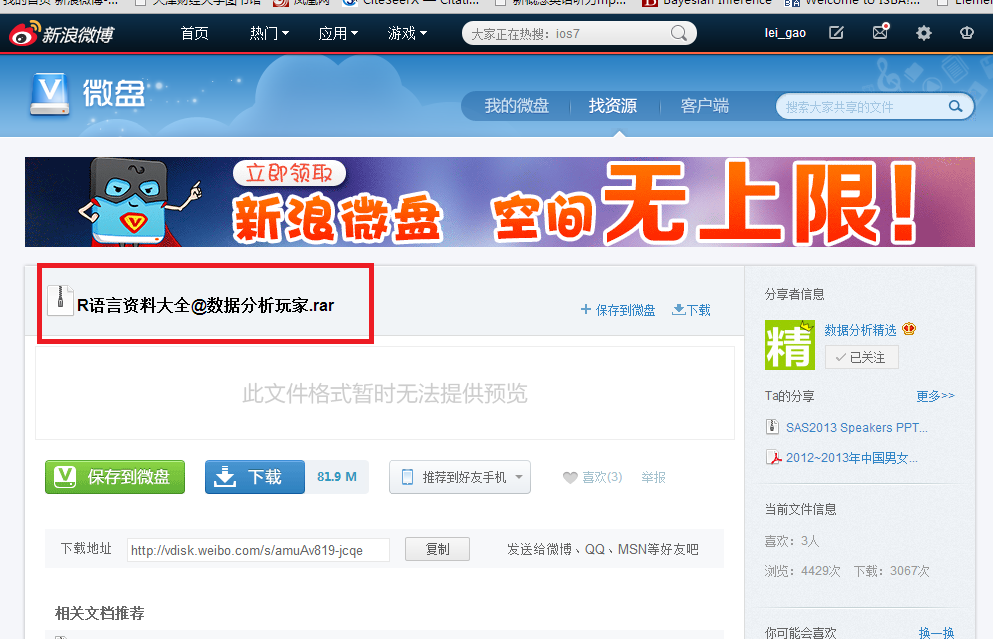 凤凰网 CiteSeerX — Citati... 新概念英语听力mp... Bayesian Inference Welcome to ISBA!...
新浪微博 首页 热门 应用 游戏 大家正在热搜：ios7 lei_gao
微盘 我的微盘 找资源 客户端 搜索大家共享的文件
立即领取
新浪微盘 空间无上限!
R语言资料大全@数据分析玩家.rar
保存到微盘 下载
此文件格式暂时无法提供预览
保存到微盘 下载 81.9 M 推荐到好友手机 喜欢(3) 举报
下载地址 http://vdisk.weibo.com/s/amuAv819-jcqe 复制 发送给微博、QQ、MSN等好友吧
相关文档推荐
分享者信息
精 数据分析精选
已关注
Ta的分享 更多>>
SAS2013 Speakers PPT...
2012~2013年中国男女...
当前文件信息
喜欢：3人
浏览：4429次 下载：3067次
你可能会喜欢 换一换